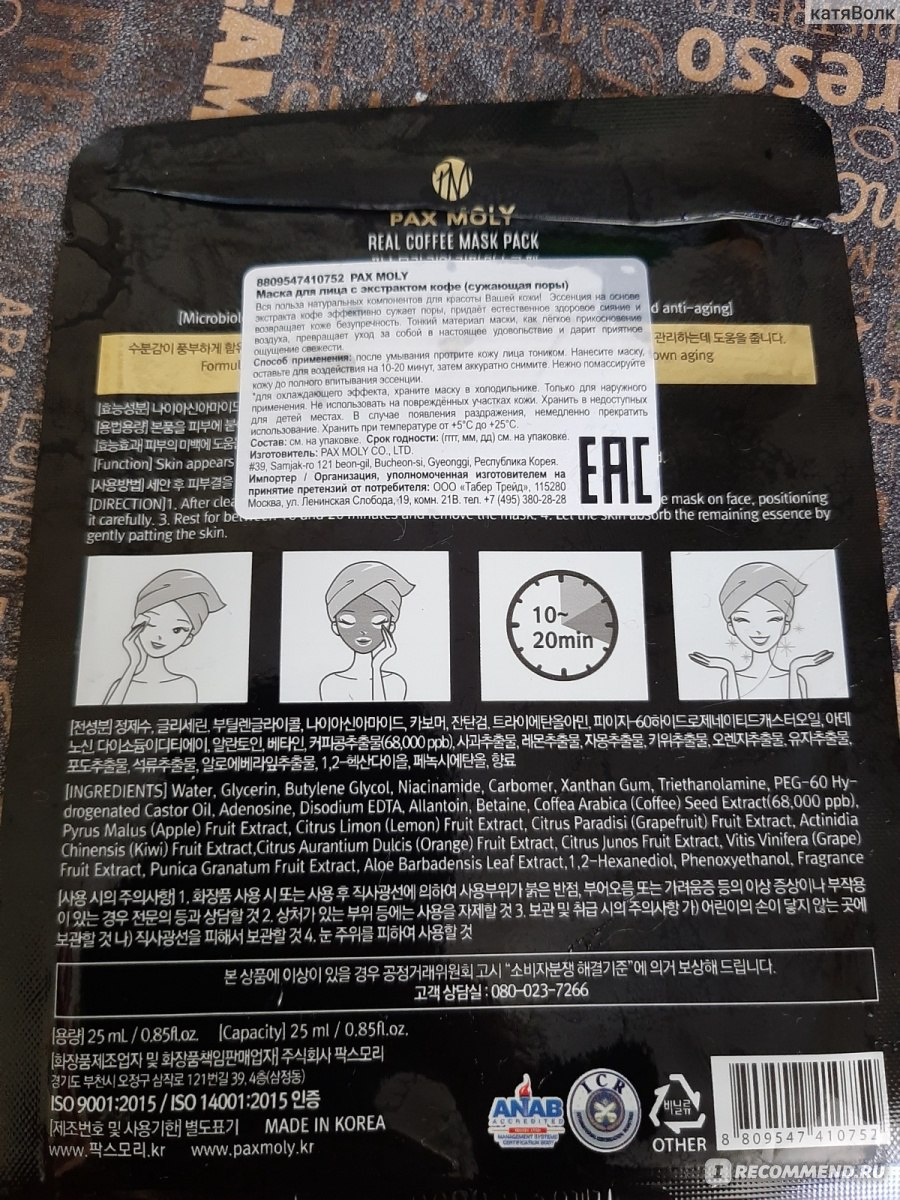 катяВолк
TEAM
resso
PM
PAX MOLY
REAL COFFEE MASK PACK
8809547410752 PAX MOLY
Маска для лица с экстрактом кофе (сужающая поры)
Вся польза натуральных компонентов для красоты Вашей кожи! Эссенция на основе
экстракта кофе эффективно сужает поры, придаёт естественное здоровое сияние и
возвращает коже безупречность. Тонкий материал маски, как лёгкое прикосновение
воздуха, превращает уход за собой в настоящее удовольствие и дарит приятное
ощущение свежести.
Способ применения: после умывания протрите кожу лица тоником. Нанесите маску,
оставьте для воздействия на 10-20 минут, затем аккуратно снимите. Нежно помассируйте
кожу до полного впитывания эссенции.
*для охлаждающего эффекта, храните маску в холодильнике. Только для наружного
применения. Не использовать на повреждённых участках кожи. Хранить в недоступных
для детей местах. В случае появления раздражения, немедленно прекратить
использование. Хранить при температуре от +5°C до +25°C.
Состав: см. на упаковке. Срок годности: (гггг, мм, дд) см. на упаковке.
Изготовитель: PAX MOLY CO., LTD.
#39, Samjak-ro 121 beon-gil, Bucheon-si, Gyeonggi, Республика Корея.
Импортер / Организация, уполномоченная изготовителем на
принятие претензий от потребителя: ООО «Табер Трейд», 115280
Москва, ул. Ленинская Слобода, 19, комн. 21В. тел. +7 (495) 380-28-28
EAC
[Microbiol d anti-aging]
수분감이 풍부하게 함유 관리하는데 도움을 줍니다.
Formul own aging
[효능성분] 나이아신아마이드
[용법용량] 본품을 피부에 붙
[효능효과] 피부의 미백에 도움
[Function] Skin appears d.
[사용방법] 세안 후 피부결을
[DIRECTION] 1. After clea e mask on face, positioning
it carefully. 3. Rest for between 10 and 20 minutes and remove the mask. 4. Let the skin absorb the remaining essence by
gently patting the skin.
10~
20min
[전성분] 정제수, 글리세린, 부틸렌글라이콜, 나이아신아마이드, 카보머, 잔탄검, 트라이에탄올아민, 피이지-60하이드로제네이티드캐스터오일, 아데
노신, 다이소듐이디티에이, 알란토인, 베타인, 커피콩추출물(68,000 ppb), 사과추출물, 레몬추출물, 자몽추출물, 키위추출물, 오렌지추출물, 유자추출물,
포도추출물, 석류추출물, 알로에베라잎추출물, 1,2-헥산다이올, 페녹시에탄올, 향료
[INGREDIENTS] Water, Glycerin, Butylene Glycol, Niacinamide, Carbomer, Xanthan Gum, Triethanolamine, PEG-60 Hy-
drogenated Castor Oil, Adenosine, Disodium EDTA, Allantoin, Betaine, Coffea Arabica (Coffee) Seed Extract(68,000 ppb),
Pyrus Malus (Apple) Fruit Extract, Citrus Limon (Lemon) Fruit Extract, Citrus Paradisi (Grapefruit) Fruit Extract, Actinidia
Chinensis (Kiwi) Fruit Extract,Citrus Aurantium Dulcis (Orange) Fruit Extract, Citrus Junos Fruit Extract, Vitis Vinifera (Grape)
Fruit Extract, Punica Granatum Fruit Extract, Aloe Barbadensis Leaf Extract,1,2-Hexanediol, Phenoxyethanol, Fragrance
[사용 시의 주의사항] 1. 화장품 사용 시 또는 사용 후 직사광선에 의하여 사용부위가 붉은 반점, 부어오름 또는 가려움증 등의 이상 증상이나 부작용
이 있는 경우 전문의 등과 상담할 것 2. 상처가 있는 부위 등에는 사용을 자제할 것 3. 보관 및 취급 시의 주의사항 가) 어린이의 손이 닿지 않는 곳에
보관할 것 나) 직사광선을 피해서 보관할 것 4. 눈 주위를 피하여 사용할 것
본 상품에 이상이 있을 경우 공정거래위원회 고시 "소비자분쟁 해결기준"에 의거 보상해 드립니다.
고객 상담실 : 080-023-7266
[용량] 25 mL / 0.85fl.oz. [Capacity] 25 ml / 0.85fl.oz.
[화장품제조업자 및 화장품책임판매업자] 주식회사 팍스모리
경기도 부천시 오정구 삼작로 121번길 39, 4층(삼정동)
ISO 9001:2015 / ISO 14001:2015 인증
[제조번호 및 사용기한] 별도표기 MADE IN KOREA
www.팍스모리.kr www.paxmoly.kr
ANAB
ACCREDITED
MANAGEMENT SYSTEMS
CERTIFICATION BODY
ICR
비닐류
OTHER
8 809547 410752
RECOMMEND.RU